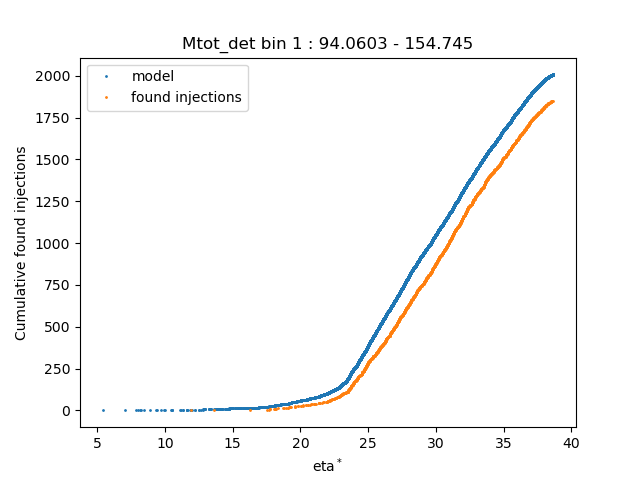 Mtot_det bin 1 : 94.0603 - 154.745
model
found injections
2000
1750
1500
1250
1000
750
500
250
0
Cumulative found injections
5 10 15 20 25 30 35 40
eta*